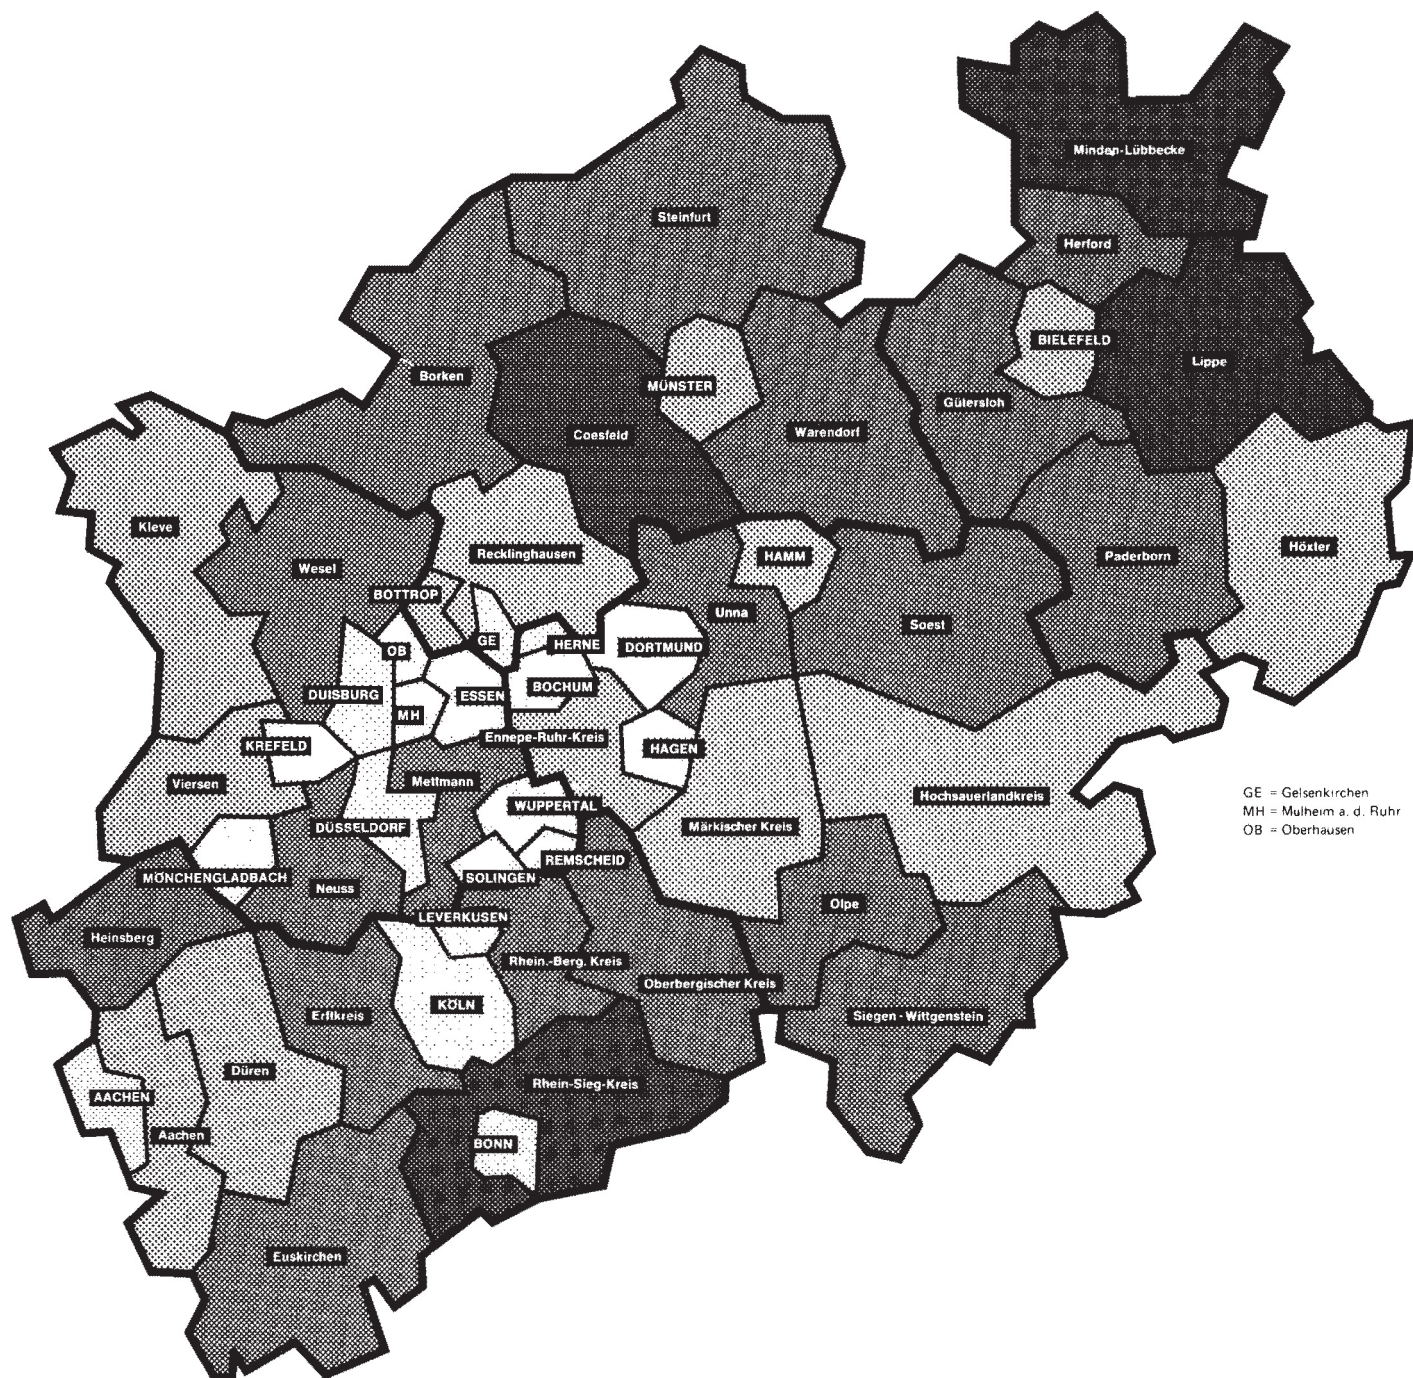 Minden-Lübbecke
Steinfurt
Herford
BIELEFELD
Lippe
Borken
MÜNSTER
Gütersloh
Coesfeld
Warendorf
Kleve
Recklinghausen
HAMM
Paderborn
Höxter
Wesel
BOTTROP
Unna
Soest
GE
HERNE
DORTMUND
OB
DUISBURG
ESSEN
BOCHUM
MH
KREFELD
Ennepe-Ruhr-Kreis
HAGEN
Viersen
Mettmann
Hochsauerlandkreis
WUPPERTAL
DÜSSELDORF
Märkischer Kreis
REMSCHEID
MÖNCHENGLADBACH
SOLINGEN
Neuss
Olpe
LEVERKUSEN
Heinsberg
Rhein.-Berg. Kreis
Oberbergischer Kreis
KÖLN
Erftkreis
Siegen-Wittgenstein
Düren
Rhein-Sieg-Kreis
AACHEN
Aachen
BONN
Euskirchen
GE = Gelsenkirchen
MH = Mulheim a. d. Ruhr
OB = Oberhausen